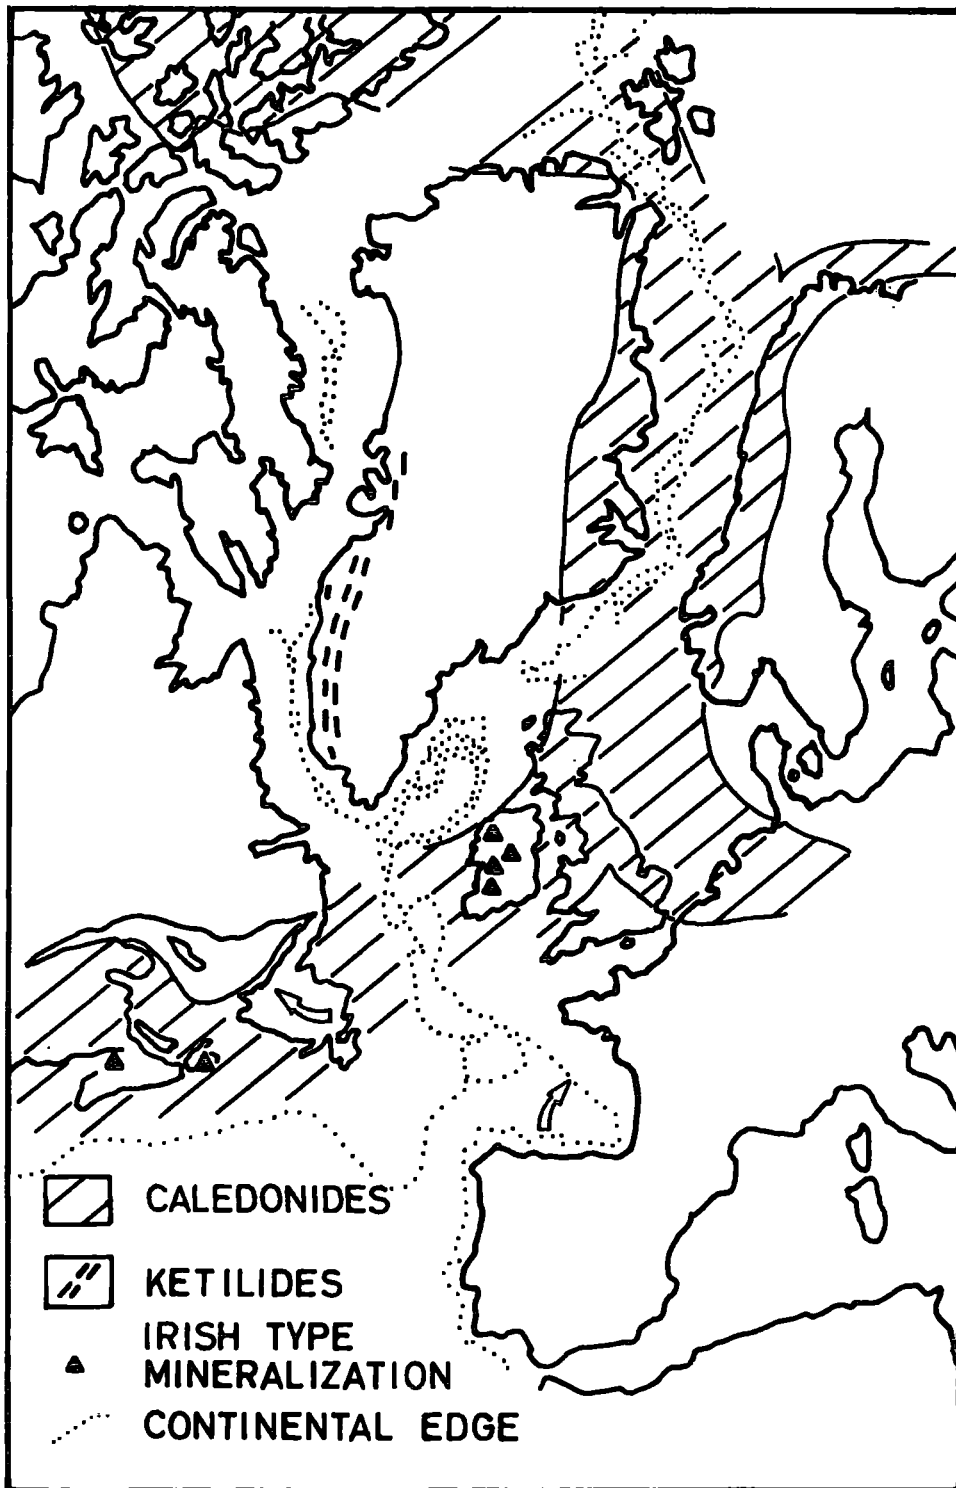 CALEDONIDES
KETILIDES
IRISH TYPE
MINERALIZATION
CONTINENTAL EDGE